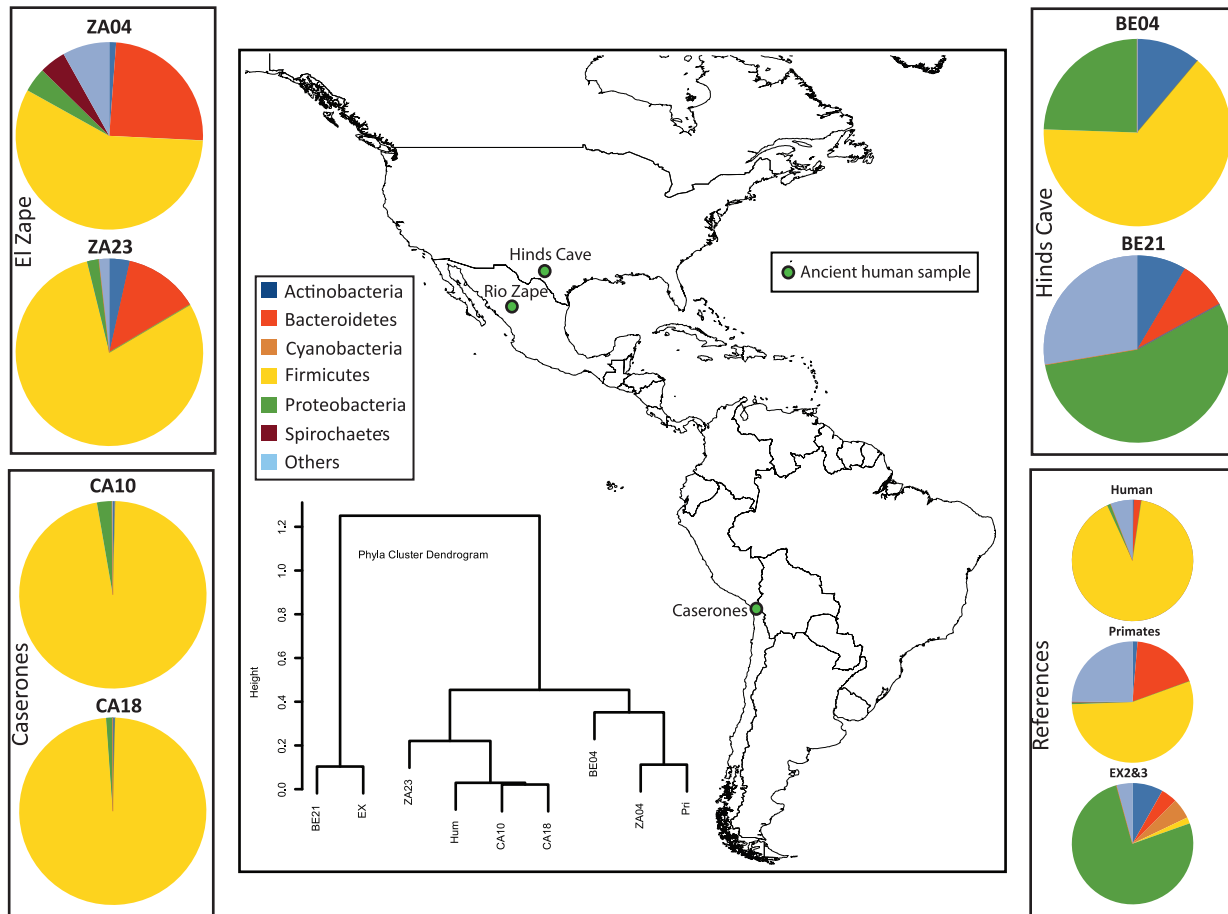 ZA04
El Zape
ZA23
CA10
Caserones
CA18
Hinds Cave
Rio Zape
Ancient human sample
Caserones
Actinobacteria
Bacteroidetes
Cyanobacteria
Firmicutes
Proteobacteria
Spirochaetes
Others
Phyla Cluster Dendrogram
Height
1.2
1.0
0.8
0.6
0.4
0.2
0.0
BE21
EX
ZA23
Hum
CA10
CA18
BE04
ZA04
Pri
BE04
Hinds Cave
BE21
Human
References
Primates
EX2&3